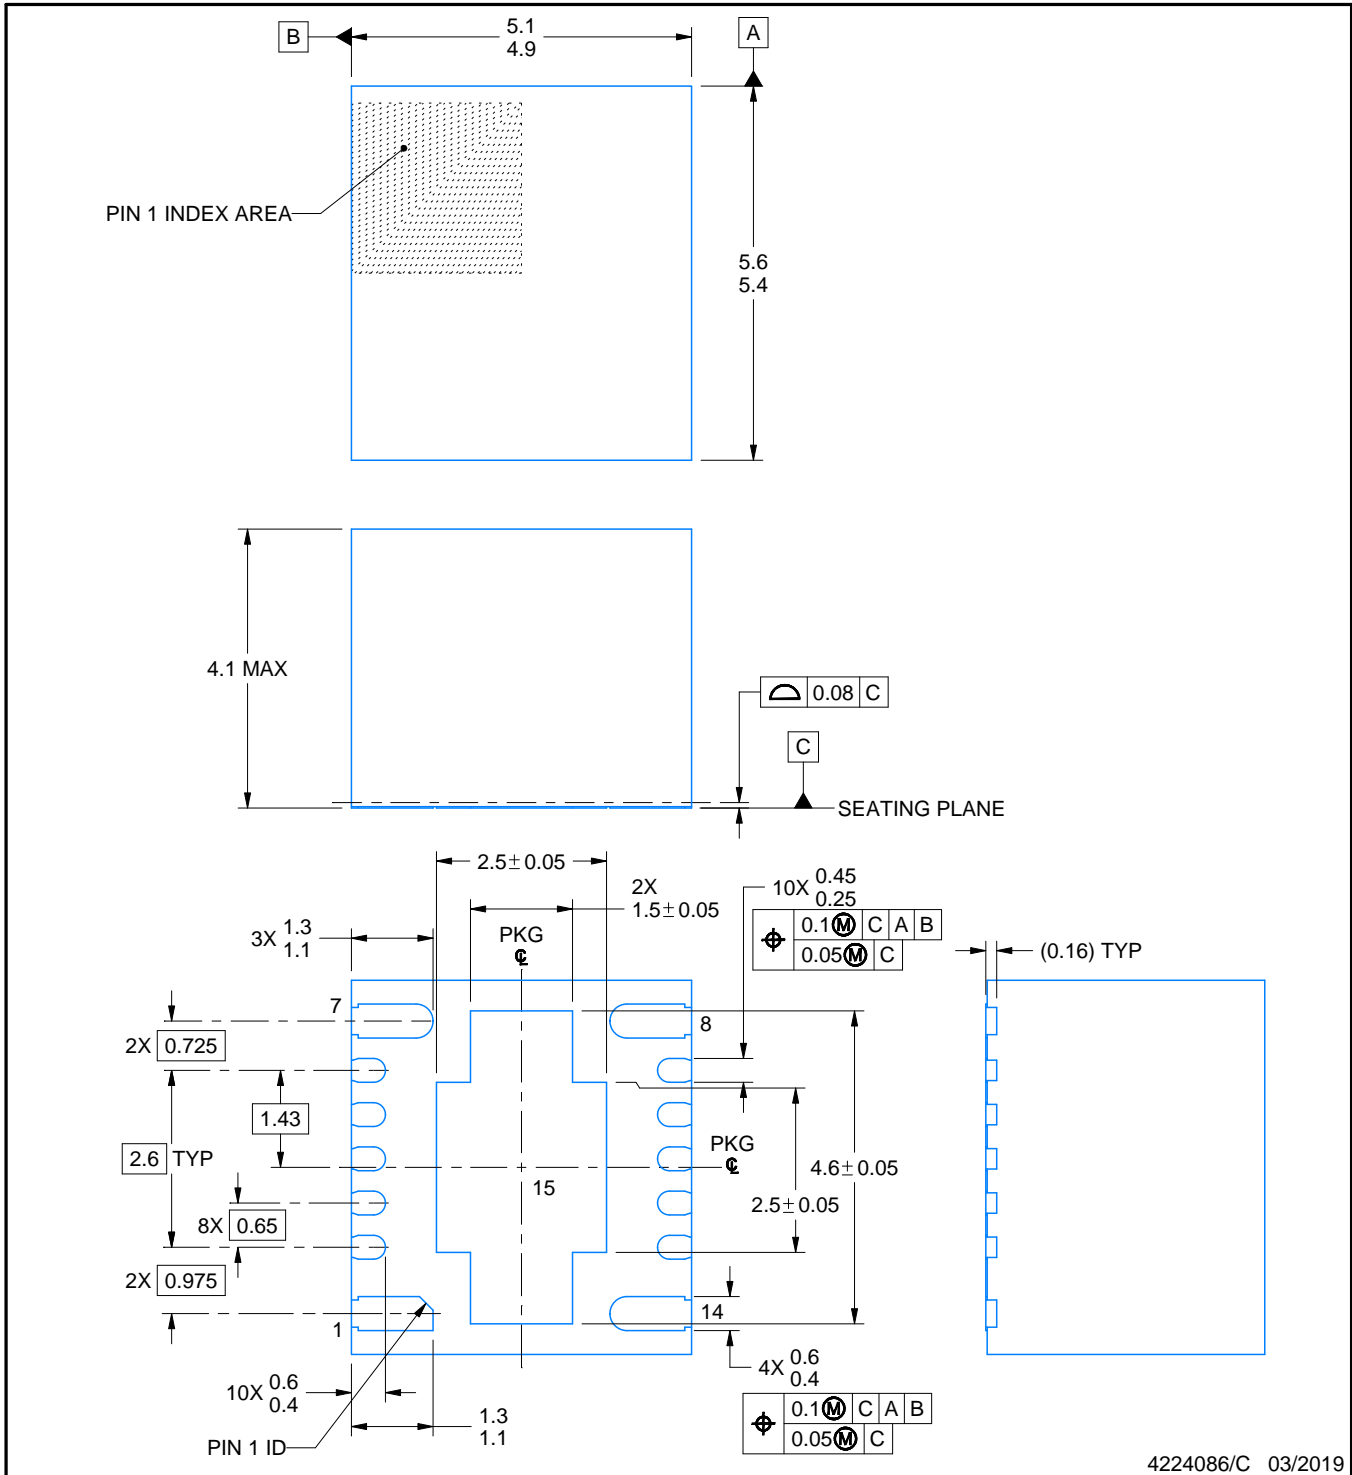 B
5.1
4.9
A
PIN 1 INDEX AREA
5.6
5.4
4.1 MAX
0.08 C
C
SEATING PLANE
2.5±0.05
2X
1.5±0.05
10X 0.45
0.25
0.1Ⓜ C A B
0.05Ⓜ C
3X 1.3
1.1
PKG
℄
(0.16) TYP
7
8
2X 0.725
1.43
2.6 TYP
PKG
℄
4.6±0.05
15
2.5±0.05
8X 0.65
2X 0.975
1
14
4X 0.6
0.4
0.1Ⓜ C A B
0.05Ⓜ C
10X 0.6
0.4
1.3
1.1
PIN 1 ID
4224086/C 03/2019